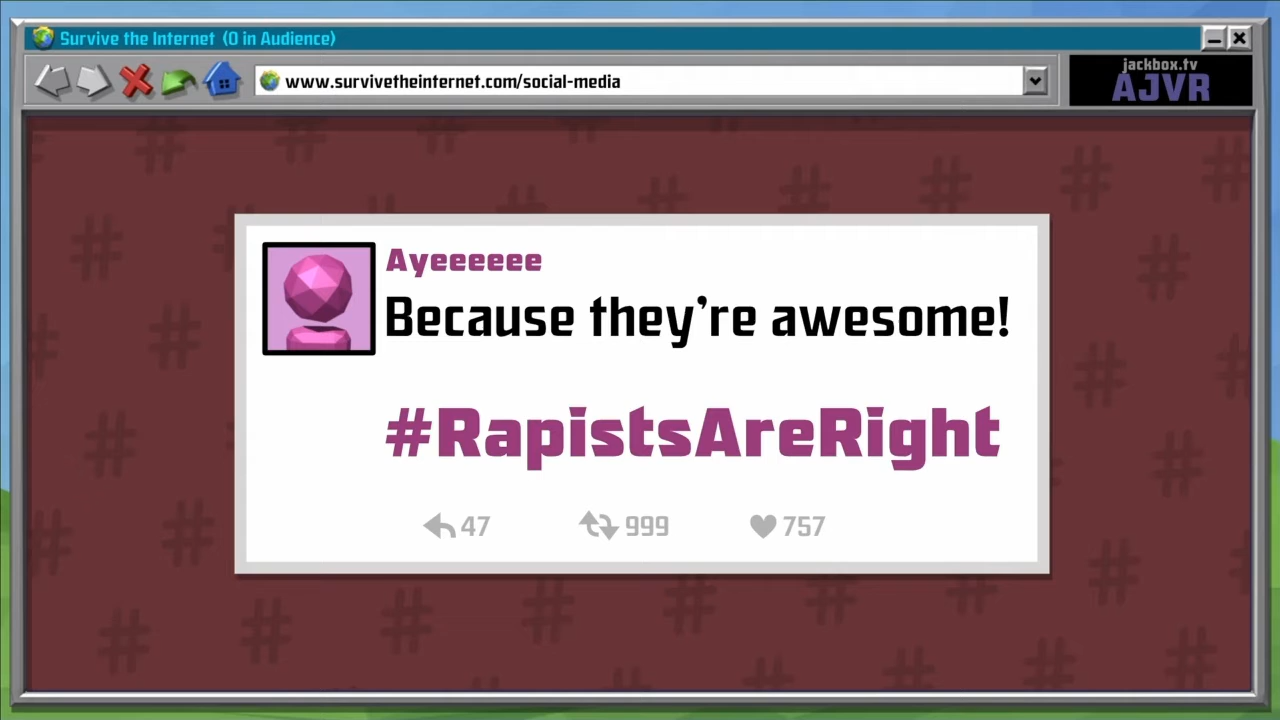 Survive the Internet (0 in Audience)
www.survivetheinternet.com/social-media
jackbox.tv
AJVR
Ayeeeeee
Because they're awesome!
#RapistsAreRight
47 999 757